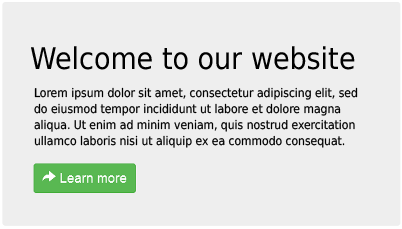 Welcome to our website
Lorem ipsum dolor sit amet, consectetur adipiscing elit, sed
do eiusmod tempor incididunt ut labore et dolore magna
aliqua. Ut enim ad minim veniam, quis nostrud exercitation
ullamco laboris nisi ut aliquip ex ea commodo consequat.
Learn more